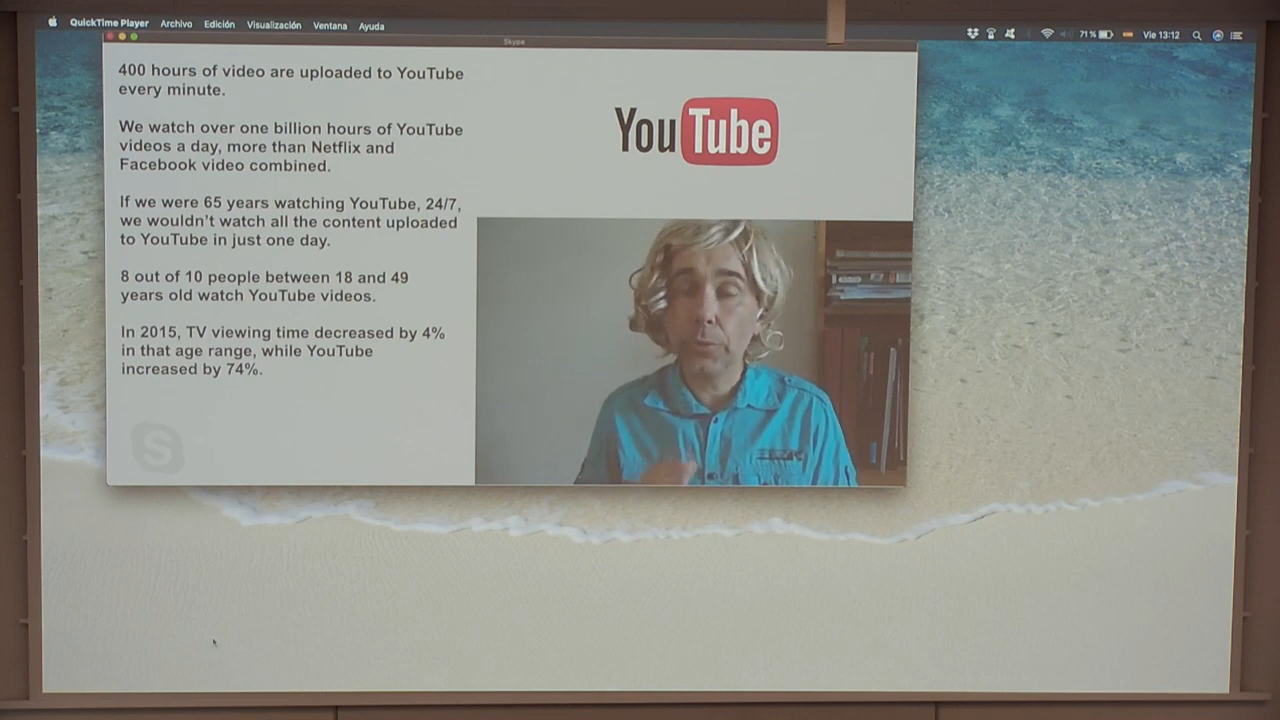 QuickTime Player Archivo Edición Visualización Ventana Ayuda
71% Vie 13:12
Skype
400 hours of video are uploaded to YouTube
every minute.
We watch over one billion hours of YouTube
videos a day, more than Netflix and
Facebook video combined.
If we were 65 years watching YouTube, 24/7,
we wouldn't watch all the content uploaded
to YouTube in just one day.
8 out of 10 people between 18 and 49
years old watch YouTube videos.
In 2015, TV viewing time decreased by 4%
in that age range, while YouTube
increased by 74%.
S
YouTube